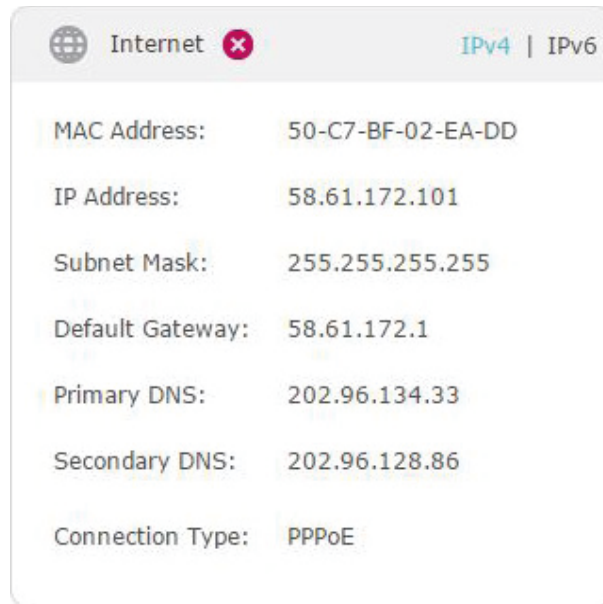 Internet IPv4 | IPv6
MAC Address: 50-C7-BF-02-EA-DD
IP Address: 58.61.172.101
Subnet Mask: 255.255.255.255
Default Gateway: 58.61.172.1
Primary DNS: 202.96.134.33
Secondary DNS: 202.96.128.86
Connection Type: PPPoE